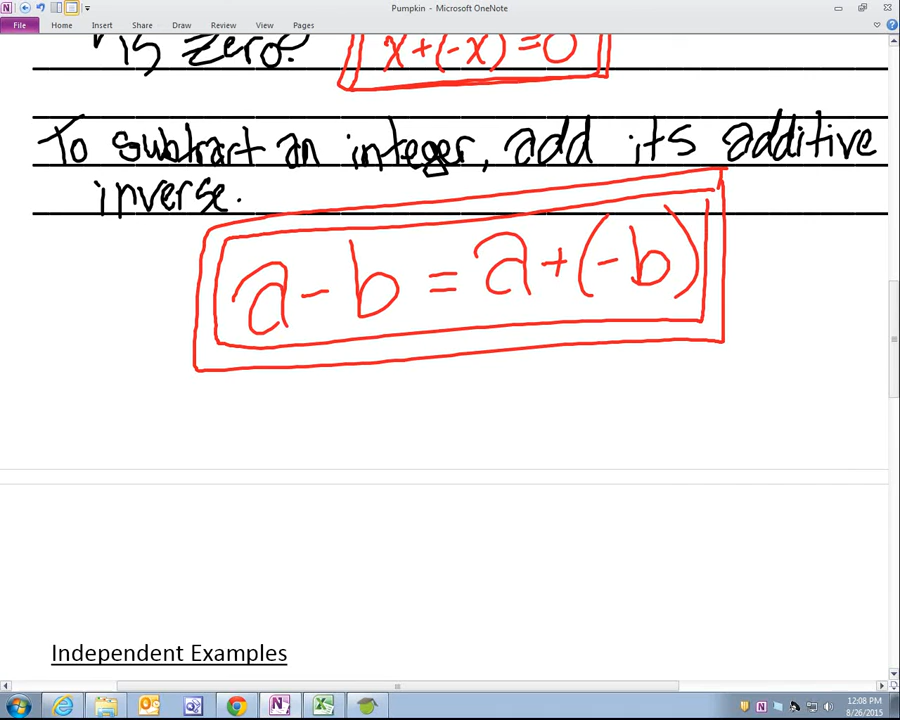 Pumpkin - Microsoft OneNote
File Home Insert Share Draw Review View Pages
is zero?
x+(-x)=0
To subtract an integer, add its additive
inverse.
a - b = a + (-b)
Independent Examples
12:08 PM
8/26/2015